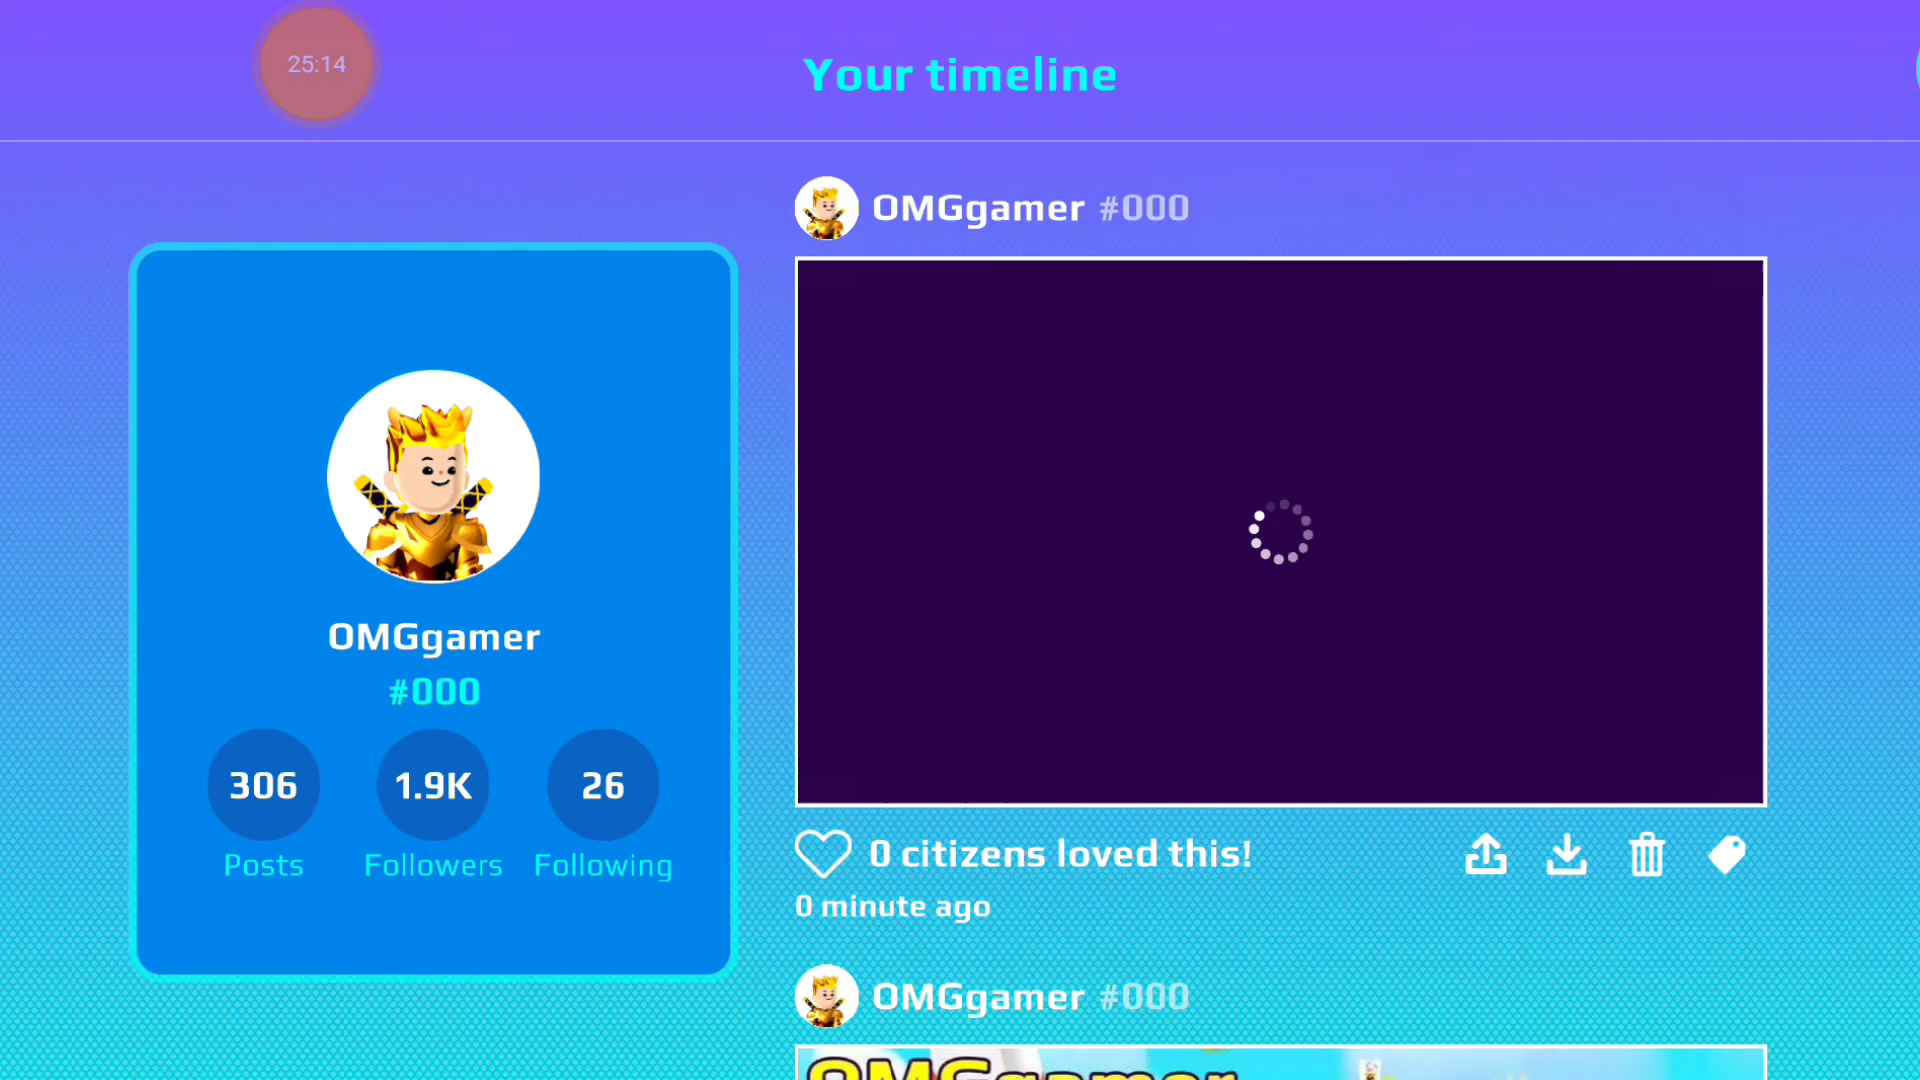 25:14
Your timeline
OMGgamer #000
OMGgamer
#000
306
1.9K
26
Posts
Followers
Following
0 citizens loved this!
0 minute ago
OMGgamer #000
OMGgamer